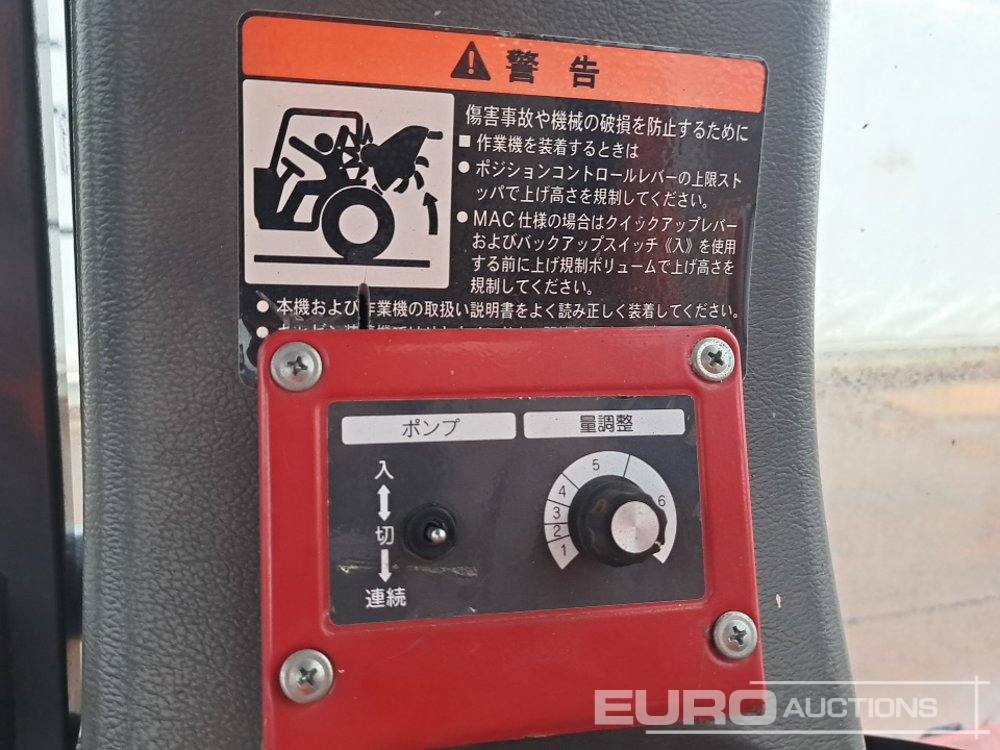 警告
傷害事故や機械の破損を防止するために
■ 作業機を装着するときは
● ポジションコントロールレバーの上限スト
ッパで上げ高さを規制してください。
● MAC仕様の場合はクイックアップレバー
およびバックアップスイッチ《入》を使用
する前に上げ規制ボリュームで上げ高さを
規制してください。
● 本機および作業機の取扱い説明書をよく読み正しく装着してください。
ポンプ
量調整
入
切
連続
1
2
3
4
5
6
EURO AUCTIONS
www.euroauctions.com